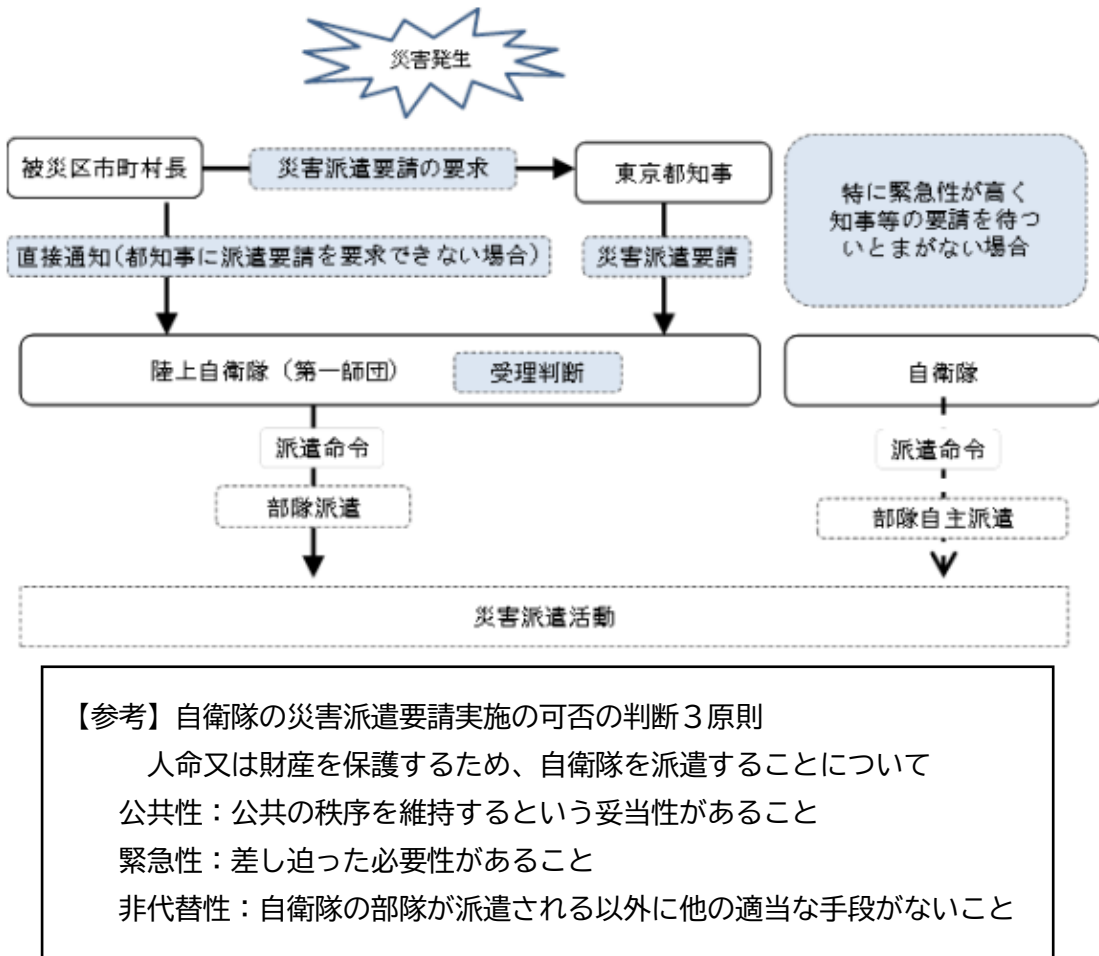 災害発生
被災区市町村長
災害派遣要請の要求
東京都知事
特に緊急性が高く
知事等の要請を待つ
いとまがない場合
直接通知(都知事に派遣要請を要求できない場合)
災害派遣要請
陸上自衛隊（第一師団）
受理判断
自衛隊
派遣命令
派遣命令
部隊派遣
部隊自主派遣
災害派遣活動
【参考】自衛隊の災害派遣要請実施の可否の判断３原則
人命又は財産を保護するため、自衛隊を派遣することについて
公共性：公共の秩序を維持するという妥当性があること
緊急性：差し迫った必要性があること
非代替性：自衛隊の部隊が派遣される以外に他の適当な手段がないこと